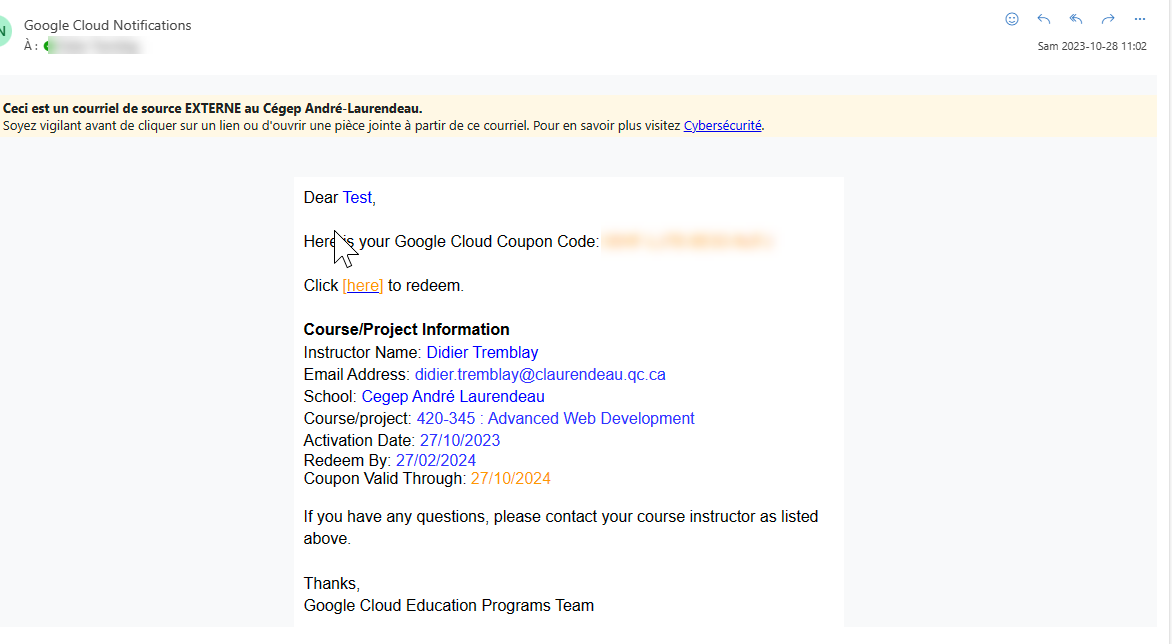 N
Google Cloud Notifications
À :
Sam 2023-10-28 11:02
Ceci est un courriel de source EXTERNE au Cégep André-Laurendeau.
Soyez vigilant avant de cliquer sur un lien ou d'ouvrir une pièce jointe à partir de ce courriel. Pour en savoir plus visitez Cybersécurité.
Dear Test,
Here is your Google Cloud Coupon Code:
Click [here] to redeem.
Course/Project Information
Instructor Name: Didier Tremblay
Email Address: didier.tremblay@claurendeau.qc.ca
School: Cegep André Laurendeau
Course/project: 420-345 : Advanced Web Development
Activation Date: 27/10/2023
Redeem By: 27/02/2024
Coupon Valid Through: 27/10/2024
If you have any questions, please contact your course instructor as listed
above.
Thanks,
Google Cloud Education Programs Team